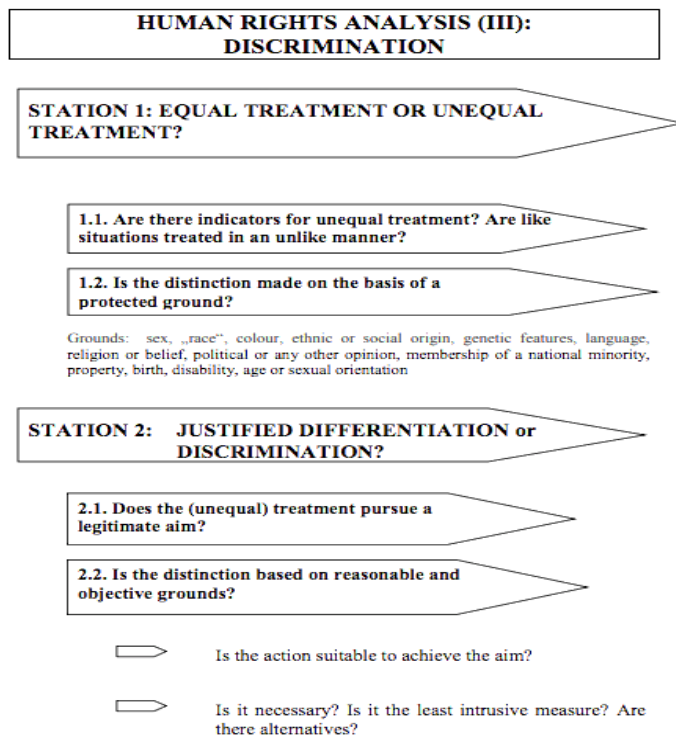 HUMAN RIGHTS ANALYSIS (III):
DISCRIMINATION
STATION 1: EQUAL TREATMENT OR UNEQUAL
TREATMENT?
1.1. Are there indicators for unequal treatment? Are like
situations treated in an unlike manner?
1.2. Is the distinction made on the basis of a
protected ground?
Grounds: sex, „race“, colour, ethnic or social origin, genetic features, language,
religion or belief, political or any other opinion, membership of a national minority,
property, birth, disability, age or sexual orientation
STATION 2: JUSTIFIED DIFFERENTIATION or
DISCRIMINATION?
2.1. Does the (unequal) treatment pursue a
legitimate aim?
2.2. Is the distinction based on reasonable and
objective grounds?
Is the action suitable to achieve the aim?
Is it necessary? Is it the least intrusive measure? Are
there alternatives?